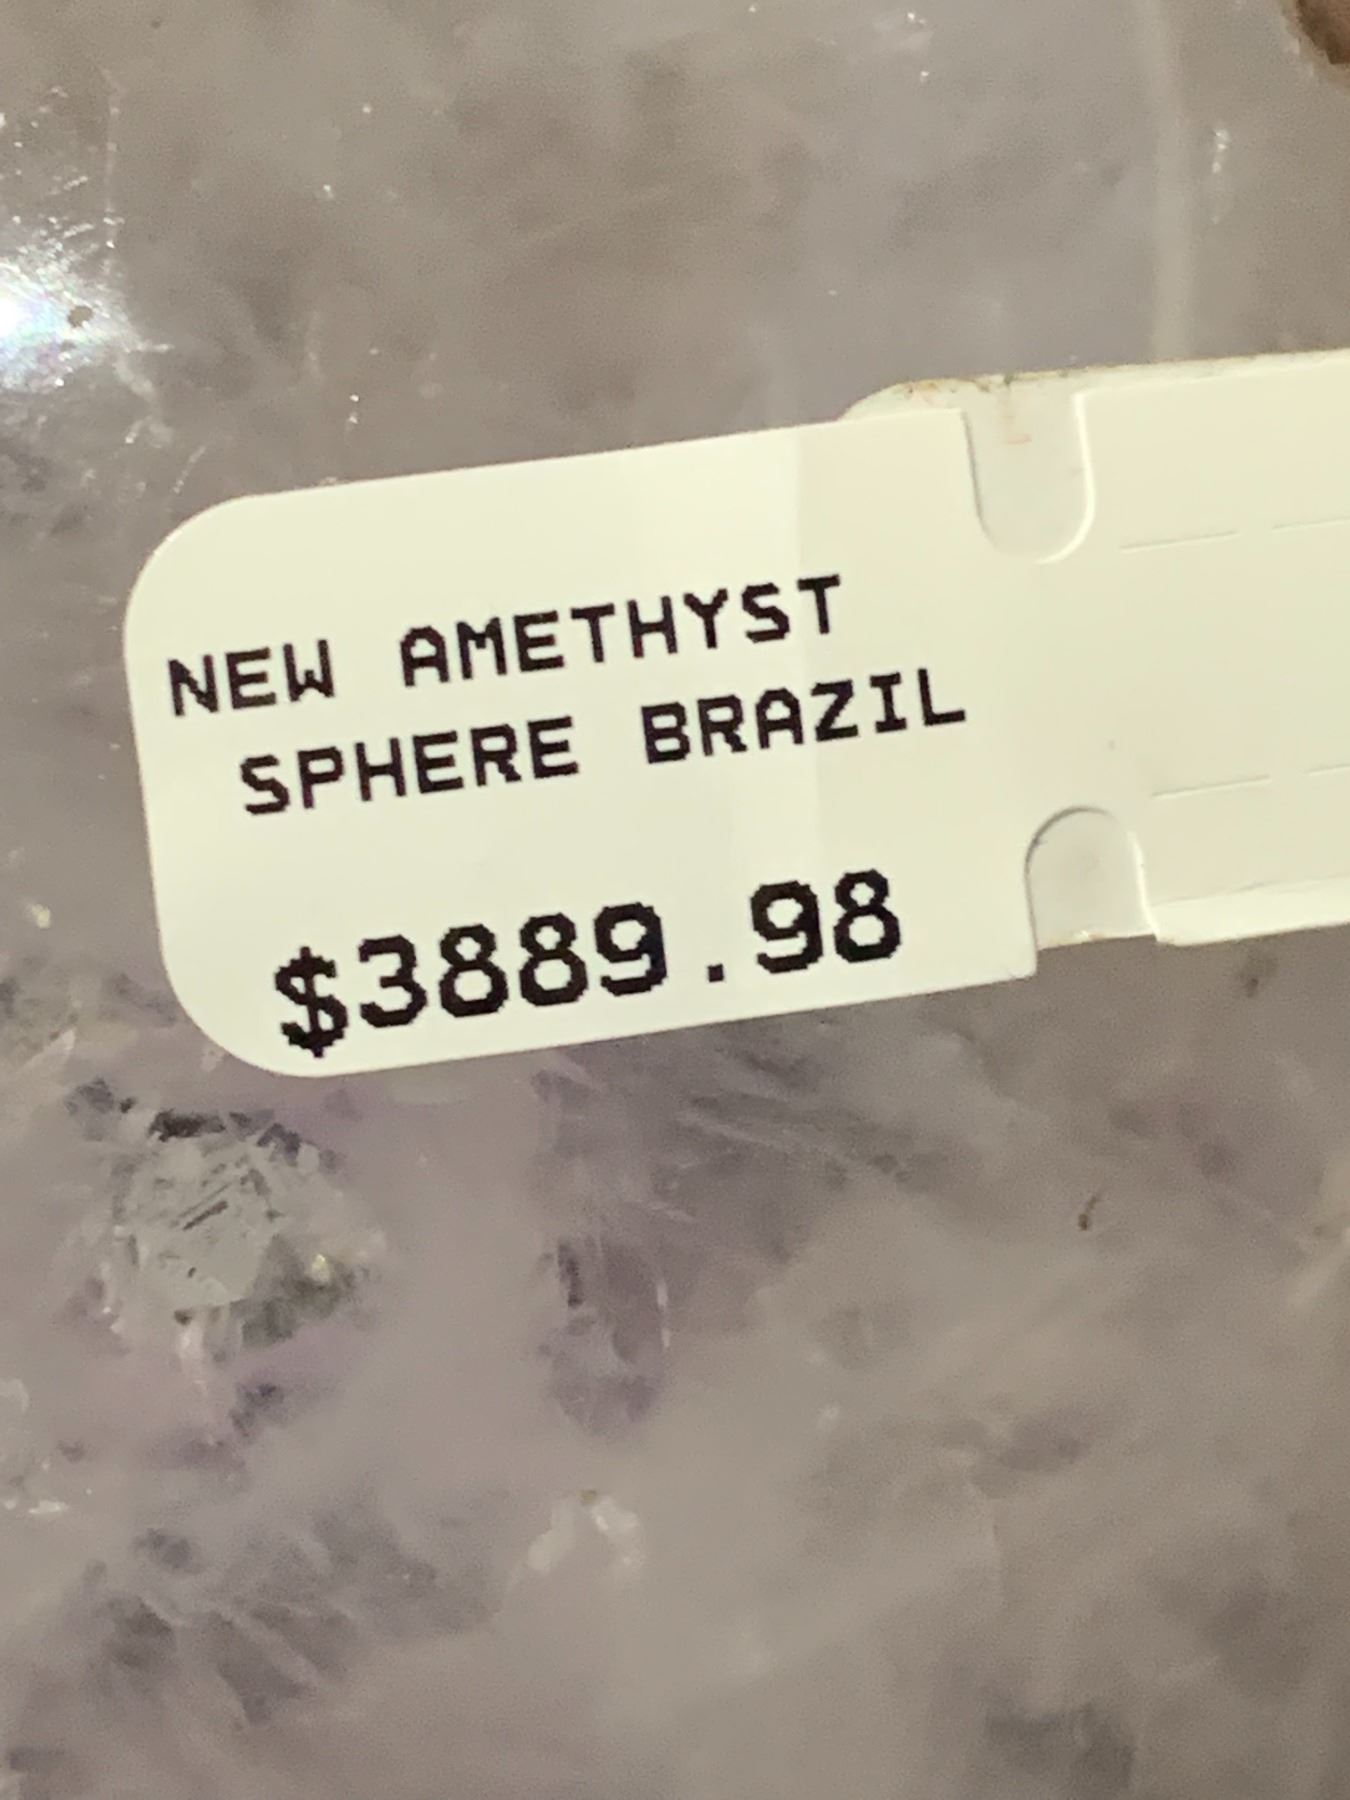 NEW AMETHYST
SPHERE BRAZIL
$3889.98